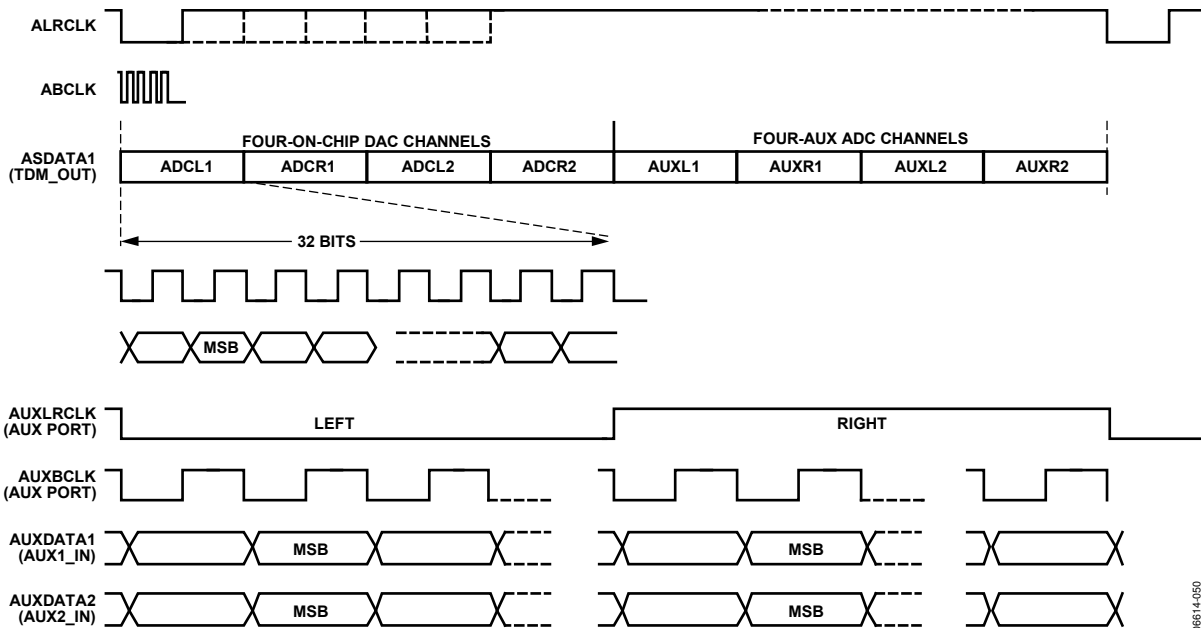 ALRCLK
ABCLK
FOUR-ON-CHIP DAC CHANNELS
FOUR-AUX ADC CHANNELS
ASDATA1
(TDM_OUT)
ADCL1 ADCR1 ADCL2 ADCR2 AUXL1 AUXR1 AUXL2 AUXR2
32 BITS
MSB
AUXLRCLK
(AUX PORT)
LEFT RIGHT
AUXBCLK
(AUX PORT)
AUXDATA1
(AUX1_IN)
MSB MSB
AUXDATA2
(AUX2_IN)
MSB MSB
06614-050